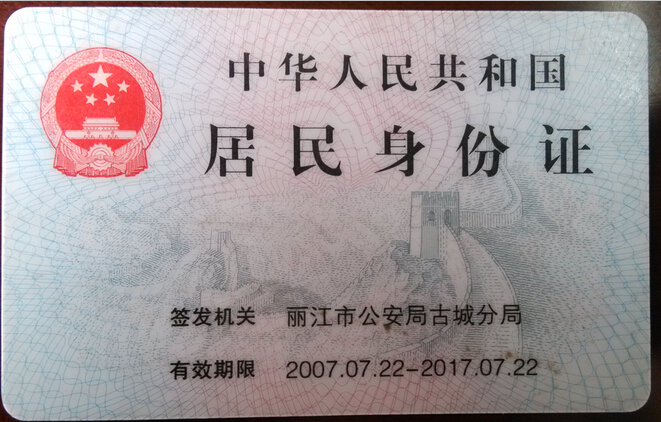 中华人民共和国
居民身份证
签发机关 丽江市公安局古城分局
有效期限 2007.07.22-2017.07.22